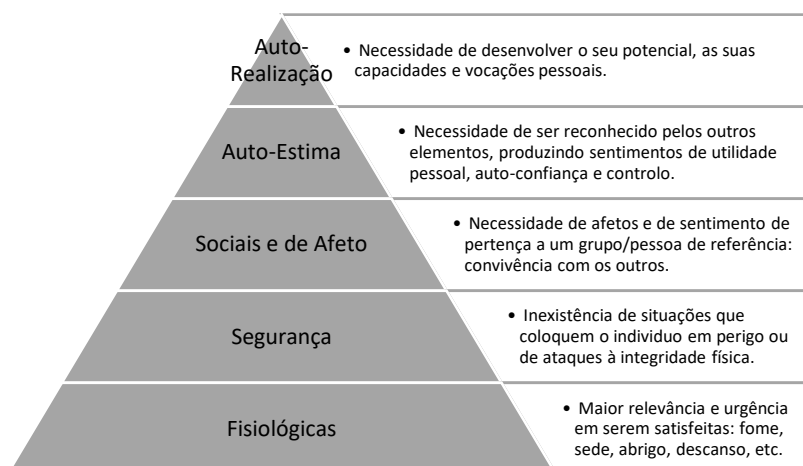 Auto-
Realização
• Necessidade de desenvolver o seu potencial, as suas
capacidades e vocações pessoais.
Auto-Estima
• Necessidade de ser reconhecido pelos outros
elementos, produzindo sentimentos de utilidade
pessoal, auto-confiança e controlo.
Sociais e de Afeto
• Necessidade de afetos e de sentimento de
pertença a um grupo/pessoa de referência:
convivência com os outros.
Segurança
• Inexistência de situações que
coloquem o individuo em perigo ou
de ataques à integridade física.
Fisiológicas
• Maior relevância e urgência
em serem satisfeitas: fome,
sede, abrigo, descanso, etc.